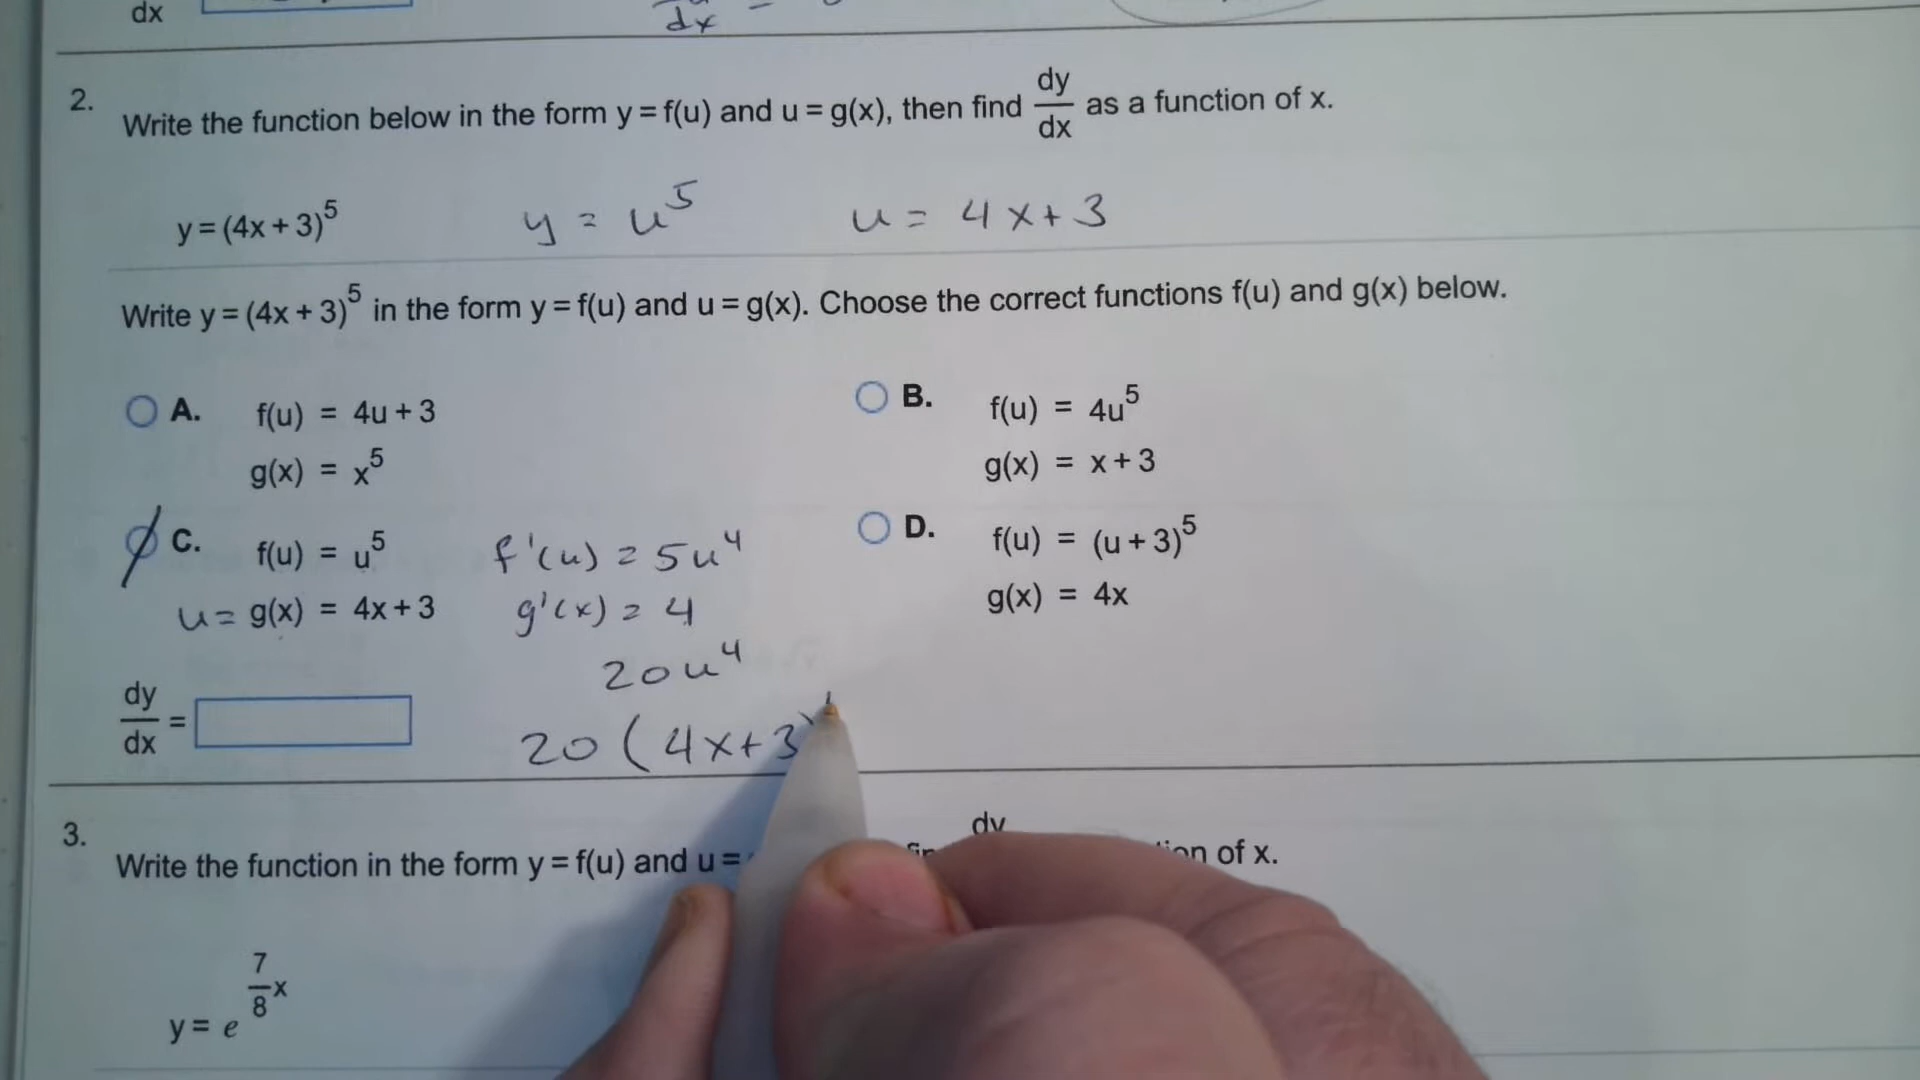 dx
dx
2.
Write the function below in the form y = f(u) and u = g(x), then find dy/dx as a function of x.
y = (4x + 3)^5 y = u^5 u = 4x+3
Write y = (4x + 3)^5 in the form y = f(u) and u = g(x). Choose the correct functions f(u) and g(x) below.
A. f(u) = 4u + 3
g(x) = x^5
B. f(u) = 4u^5
g(x) = x + 3
C. f(u) = u^5 f'(u) = 5u^4
u = g(x) = 4x + 3 g'(x) = 4
D. f(u) = (u + 3)^5
g(x) = 4x
20u^4
dy/dx =
20 (4x+3)
3.
Write the function in the form y = f(u) and u = dy of x.
y = e^(7/8 x)